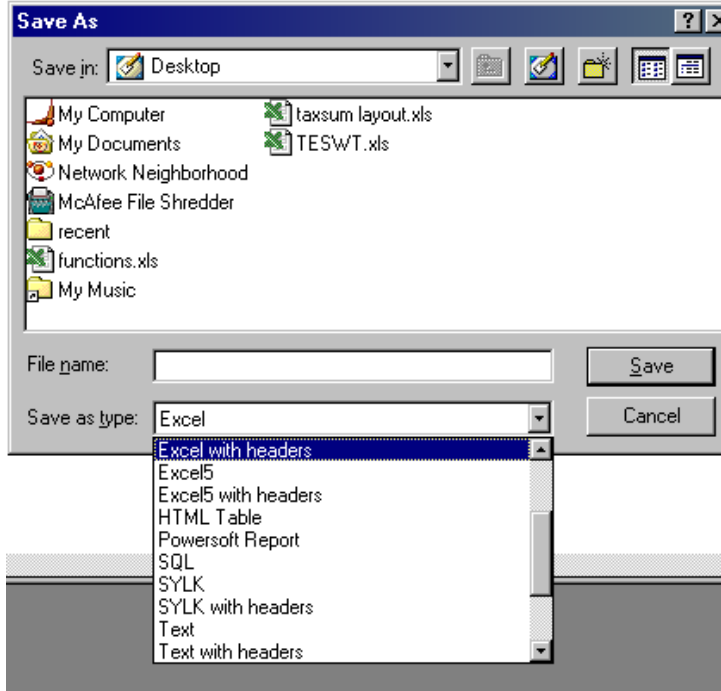 Save As
Save in: Desktop
My Computer
My Documents
Network Neighborhood
McAfee File Shredder
recent
functions.xls
My Music
taxsum layout.xls
TESWT.xls
File name:
Save
Save as type: Excel
Cancel
Excel with headers
Excel5
Excel5 with headers
HTML Table
Powersoft Report
SQL
SYLK
SYLK with headers
Text
Text with headers